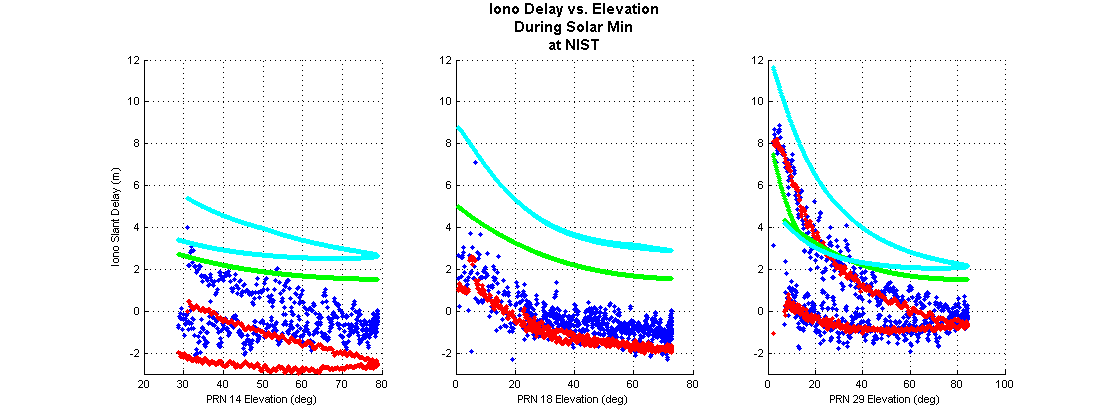 Iono Delay vs. Elevation
During Solar Min
at NIST
Iono Slant Delay (m)
12
10
8
6
4
2
0
-2
20 30 40 50 60 70 80
PRN 14 Elevation (deg)
12
10
8
6
4
2
0
-2
0 20 40 60 80
PRN 18 Elevation (deg)
12
10
8
6
4
2
0
-2
0 20 40 60 80 100
PRN 29 Elevation (deg)